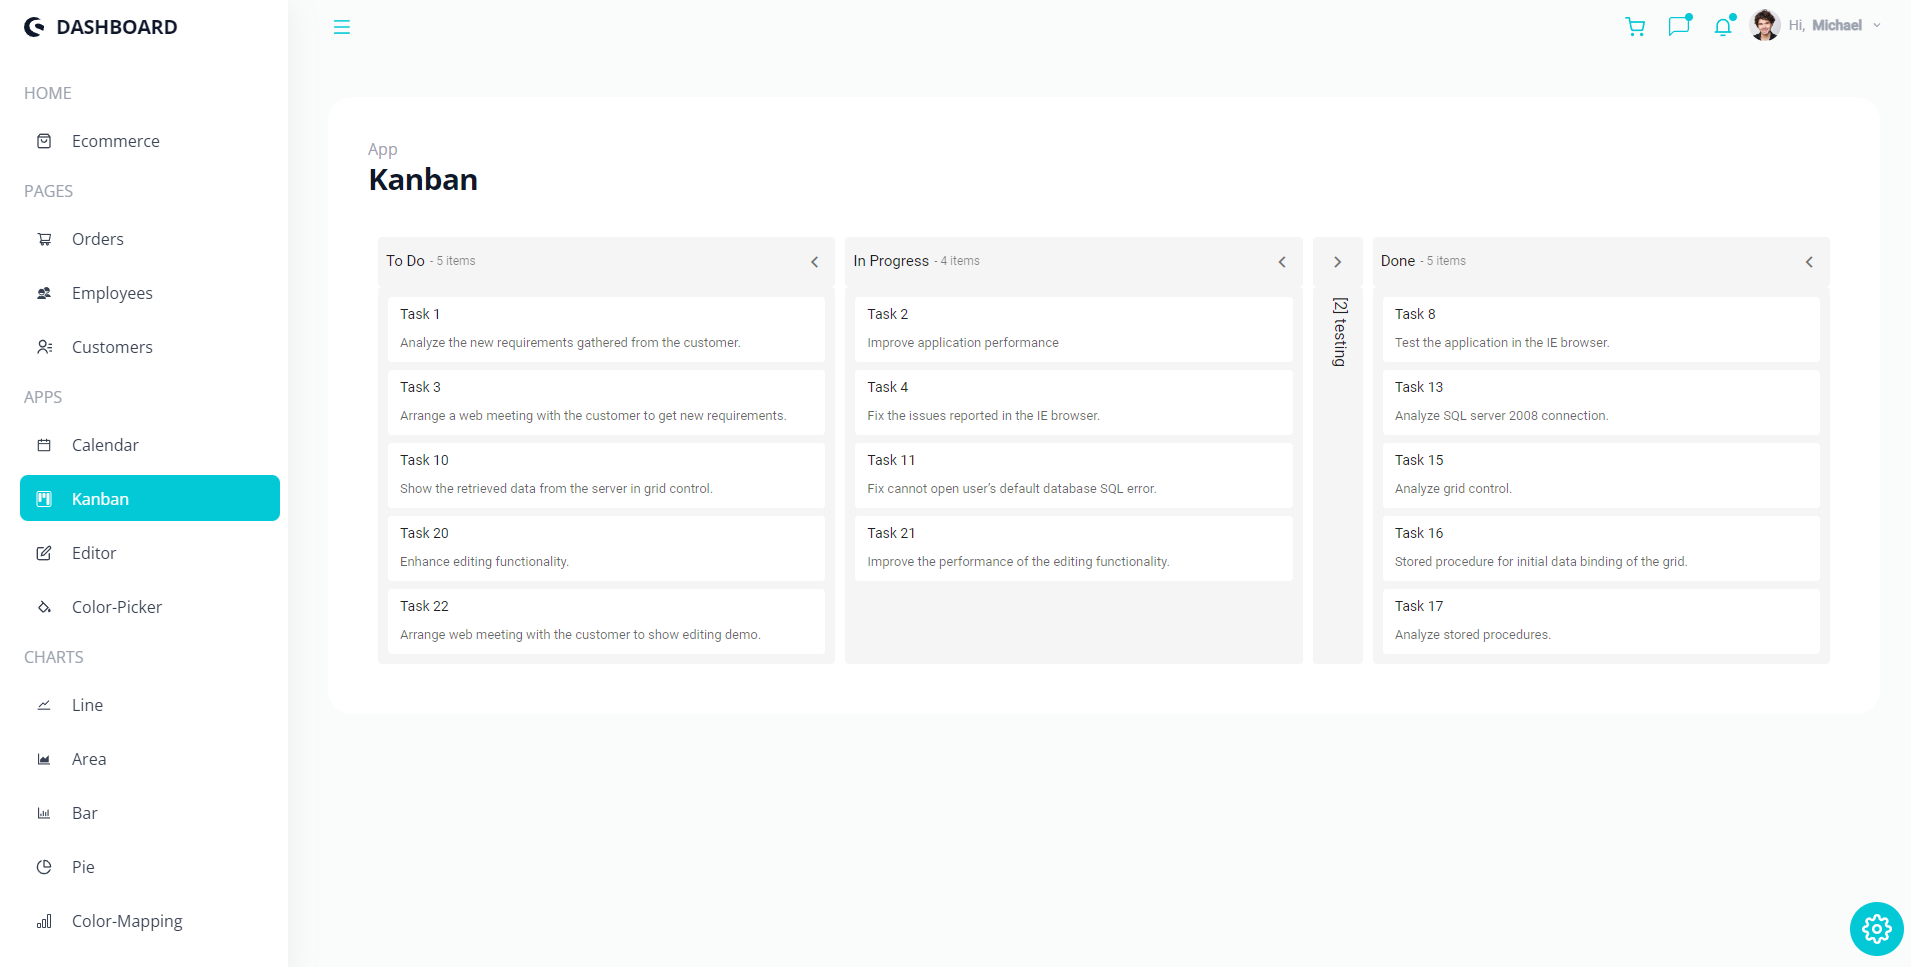 DASHBOARD
Hi, Michael
HOME
Ecommerce
PAGES
Orders
Employees
Customers
APPS
Calendar
Kanban
Editor
Color-Picker
CHARTS
Line
Area
Bar
Pie
Color-Mapping
App
Kanban
To Do - 5 items
Task 1
Analyze the new requirements gathered from the customer.
Task 3
Arrange a web meeting with the customer to get new requirements.
Task 10
Show the retrieved data from the server in grid control.
Task 20
Enhance editing functionality.
Task 22
Arrange web meeting with the customer to show editing demo.
In Progress - 4 items
Task 2
Improve application performance
Task 4
Fix the issues reported in the IE browser.
Task 11
Fix cannot open user's default database SQL error.
Task 21
Improve the performance of the editing functionality.
[2] testing
Done - 5 items
Task 8
Test the application in the IE browser.
Task 13
Analyze SQL server 2008 connection.
Task 15
Analyze grid control.
Task 16
Stored procedure for initial data binding of the grid.
Task 17
Analyze stored procedures.